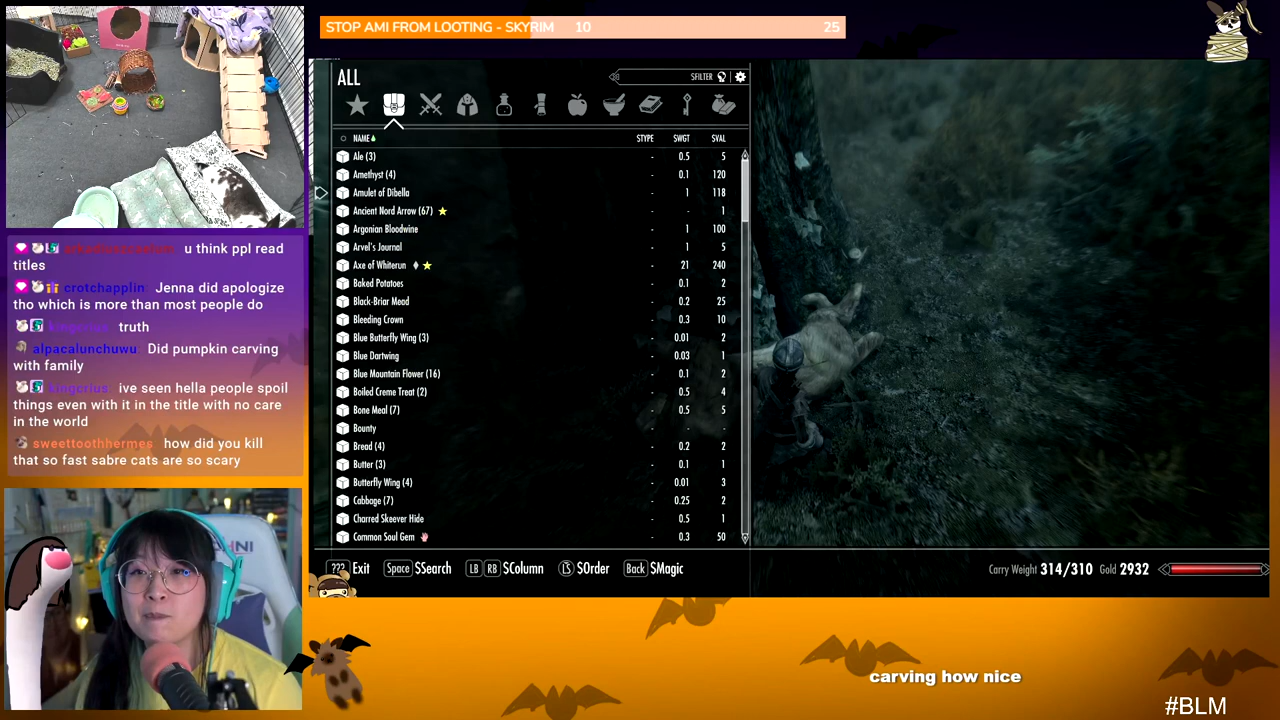 STOP AMI FROM LOOTING - SKYRIM 10 25
ALL
$FILTER
NAME $TYPE $WGT $VAL
Ale (3) - 0.5 5
Amethyst (4) - 0.1 120
Amulet of Dibella - 1 118
Ancient Nord Arrow (67) - - 1
Argonian Bloodwine - 1 100
Arvel's Journal - 1 5
Axe of Whiterun - 21 240
Baked Potatoes - 0.1 2
Black-Briar Mead - 0.2 25
Bleeding Crown - 0.3 10
Blue Butterfly Wing (3) - 0.01 2
Blue Dartwing - 0.03 1
Blue Mountain Flower (16) - 0.1 2
Boiled Creme Treat (2) - 0.5 4
Bone Meal (7) - 0.5 5
Bounty - - -
Bread (4) - 0.2 2
Butter (3) - 0.1 1
Butterfly Wing (4) - 0.01 3
Cabbage (7) - 0.25 2
Charred Skeever Hide - 0.5 1
Common Soul Gem - 0.3 50
??? Exit Space $Search LB RB $Column LS $Order Back $Magic
Carry Weight 314/310 Gold 2932
u think ppl read
titles
crotchapplin: Jenna did apologize
tho which is more than most people do
truth
alpacalunchuwu: Did pumpkin carving
with family
ive seen hella people spoil
things even with it in the title with no care
in the world
sweettoothhermes: how did you kill
that so fast sabre cats are so scary
carving how nice
#BLM